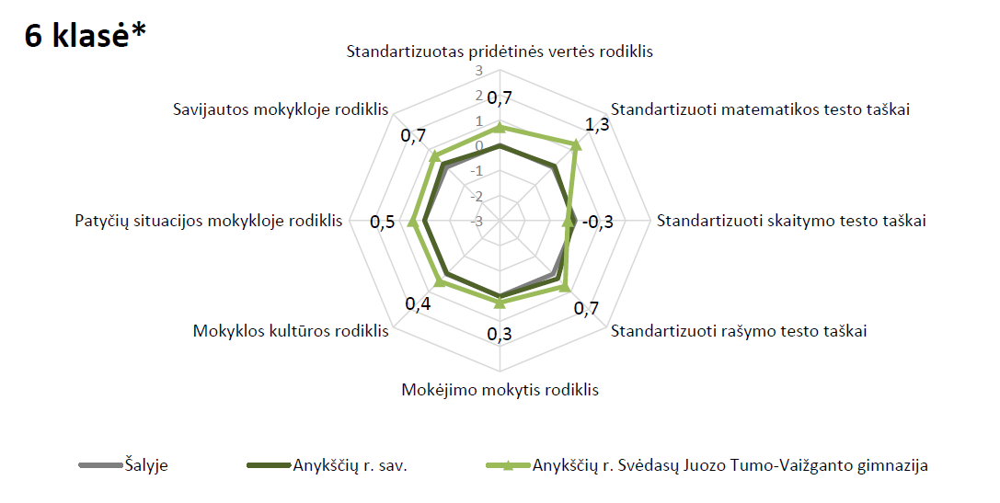 6 klasė*
Standartizuotas pridėtinės vertės rodiklis
3
2
0,7
1
0
-1
-2
-3
Savijautos mokykloje rodiklis
0,7
1,3
Standartizuoti matematikos testo taškai
Patyčių situacijos mokykloje rodiklis
0,5
-0,3
Standartizuoti skaitymo testo taškai
Mokyklos kultūros rodiklis
0,4
0,3
0,7
Standartizuoti rašymo testo taškai
Mokėjimo mokytis rodiklis
Šalyje
Anykščių r. sav.
Anykščių r. Svėdasų Juozo Tumo-Vaižganto gimnazija